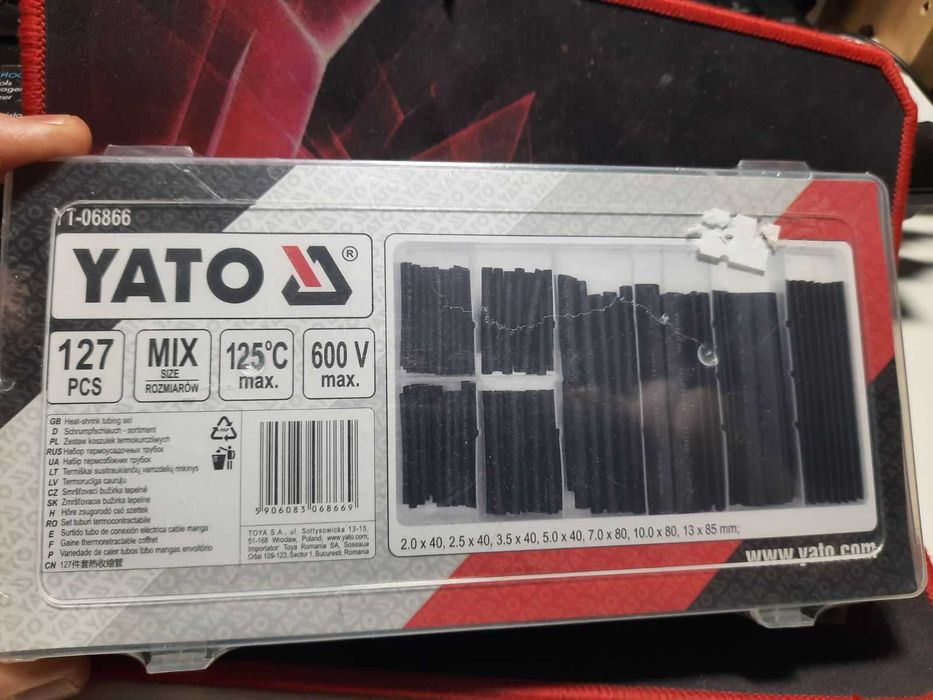 YT-06866
YATO ®
127
PCS
MIX
SIZE
ROZMIARÓW
125°C
max.
600 V
max.
GB Heat-shrink tubing set
D Schrumpfschlauch - sortiment
PL Zestaw koszulek termokurczliwych
RUS Набор термоусадочных трубок
UA Набір термозбіжних трубок
LT Termiškai susitraukiančių vamzdelių rinkinys
LV Termorucīga cauruļu
CZ Smršťovací bužírka tepelně
SK Zmršťovacia bužírka tepelne
H Hőre zsugorodó cső szettek
RO Set tuburi termocontractabile
E Surtido tubo de conexión eléctrica cable manga
F Gaine thermoretractable coffret
P Variedade de calor tubos tubo mangas envoltório
CN 127件套热收缩管
5906083 068669
TOYA S.A., ul. Sołtysowicka 13-15,
51-168 Wrocław, Poland; www.yato.com;
Importator Toya Romania SA, Soseaua
Odai 109-123, Sector 1, Bucuresti, Romania
2.0 x 40, 2.5 x 40, 3.5 x 40, 5.0 x 40, 7.0 x 80, 10.0 x 80, 13 x 85 mm;
www.yato.com